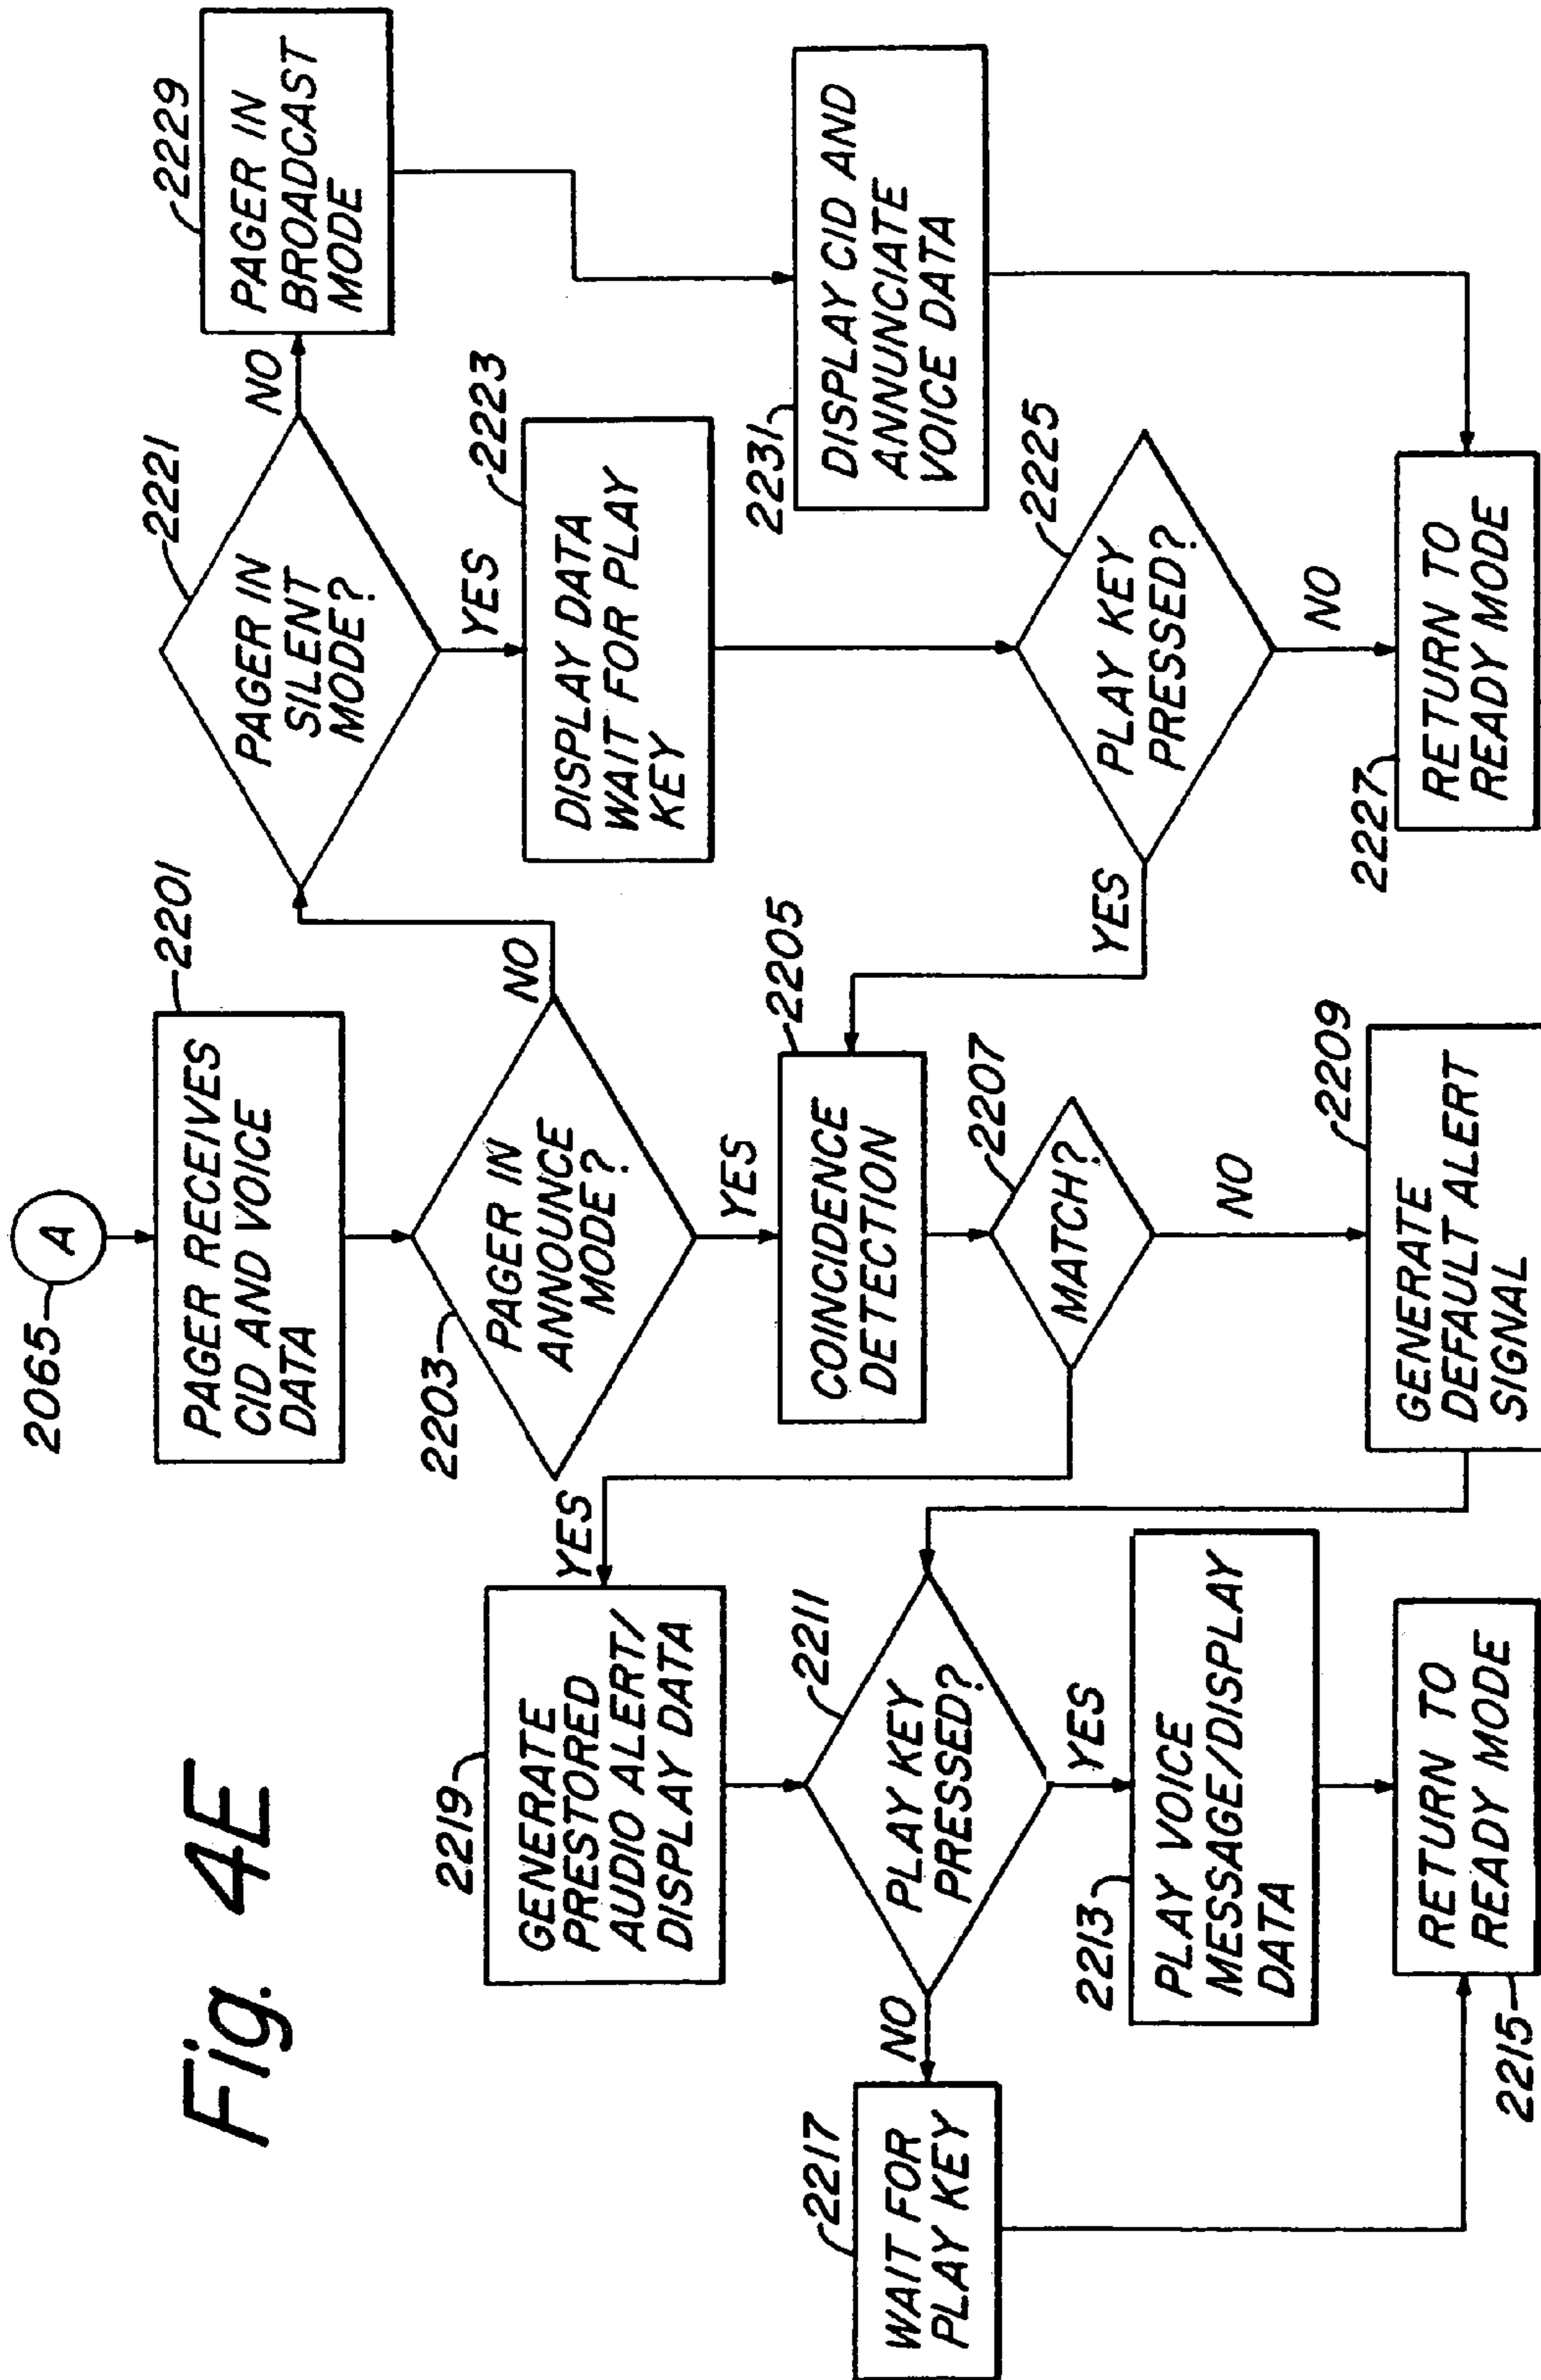 Fig. 4E
2065
A
2201
PAGER RECEIVES
CID AND VOICE
DATA
2203
PAGER IN
ANNOUNCE
MODE?
NO
YES
2221
PAGER IN
SILENT
MODE?
NO
YES
2229
PAGER IN
BROADCAST
MODE
2223
DISPLAY DATA
WAIT FOR PLAY
KEY
2231
DISPLAY CID AND
ANNUNCIATE
VOICE DATA
2225
PLAY KEY
PRESSED?
YES
NO
2227
RETURN TO
READY MODE
2205
COINCIDENCE
DETECTION
2207
MATCH?
YES
NO
2209
GENERATE
DEFAULT ALERT
SIGNAL
2219
GENERATE
PRESTORED
AUDIO ALERT/
DISPLAY DATA
2211
PLAY KEY
PRESSED?
NO
YES
2217
WAIT FOR
PLAY KEY
2213
PLAY VOICE
MESSAGE/DISPLAY
DATA
2215
RETURN TO
READY MODE